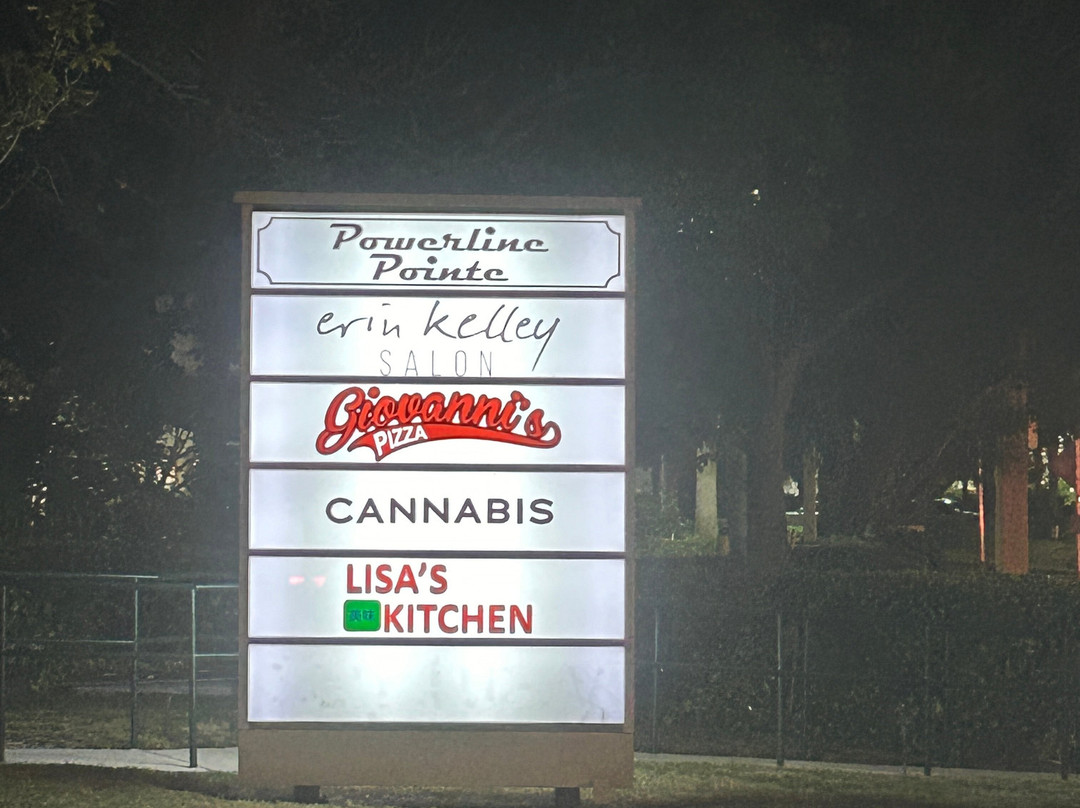 Powerline
Pointe
erin kelley
SALON
Giovanni's
PIZZA
CANNABIS
LISA'S
KITCHEN